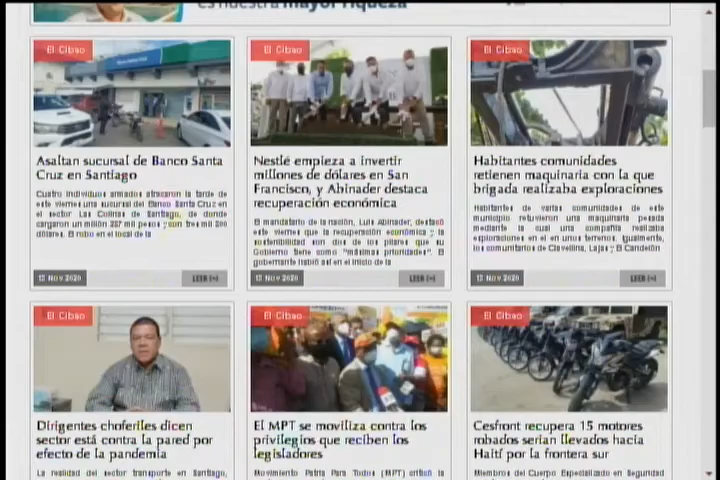 es nuestra mayor riqueza
El Cibao
El Cibao
El Cibao
Asaltan sucursal de Banco Santa
Cruz en Santiago
Cuatro individuos armados atracaron la tarde de
este viernes una sucursal del Banco Santa Cruz en
el sector Las Colinas de Santiago, de donde
cargaron un millón 227 mil pesos y son tres mil 200
dólares. El robo en el local de la
12 Nov 2020
LEER (+)
Nestlé empieza a invertir
millones de dólares en San
Francisco, y Abinader destaca
recuperación económica
El mandatario de la nación, Luis Abinader, destacó
este viernes que la recuperación económica y la
sostenibilidad son dos de los pilares que su
Gobierno tiene como "máximas prioridades". El
gobernante habló así en el inicio de la
12 Nov 2020
LEER (+)
Habitantes comunidades
retienen maquinaria con la que
brigada realizaba exploraciones
Habitantes de varias comunidades de este
municipio retuvieron una maquinaria pesada
mediante la cual una compañía realizaba
exploraciones en el en unos terrenos. Igualmente,
los comunitarios de Clavellina, Lajas y El Candelón
12 Nov 2020
LEER (+)
El Cibao
El Cibao
El Cibao
Dirigentes choferiles dicen
sector está contra la pared por
efecto de la pandemia
La realidad del sector transporte en Santiago,
El MPT se moviliza contra los
privilegios que reciben los
legisladores
Movimiento Patria Para Todos (MPT) criticó la
Cesfront recupera 15 motores
robados serían llevados hacia
Haití por la frontera sur
Miembros del Cuerpo Especializado en Seguridad